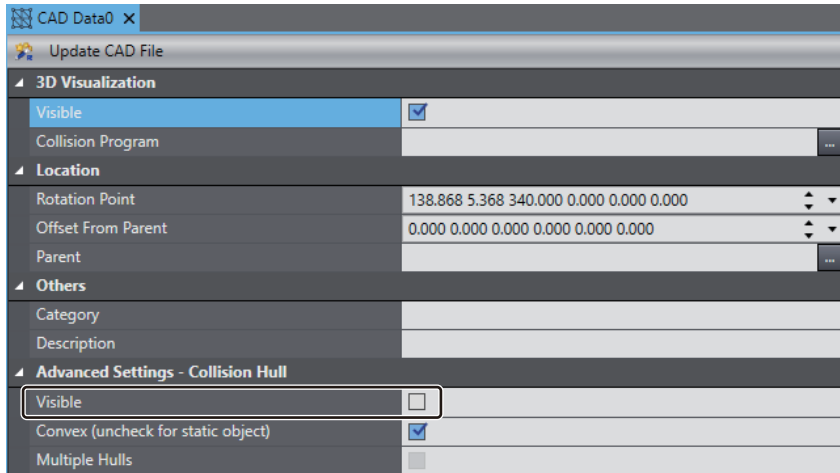 CAD Data0
Update CAD File
3D Visualization
Visible
Collision Program ...
Location
Rotation Point 138.868 5.368 340.000 0.000 0.000 0.000
Offset From Parent 0.000 0.000 0.000 0.000 0.000 0.000
Parent ...
Others
Category
Description
Advanced Settings - Collision Hull
Visible
Convex (uncheck for static object)
Multiple Hulls